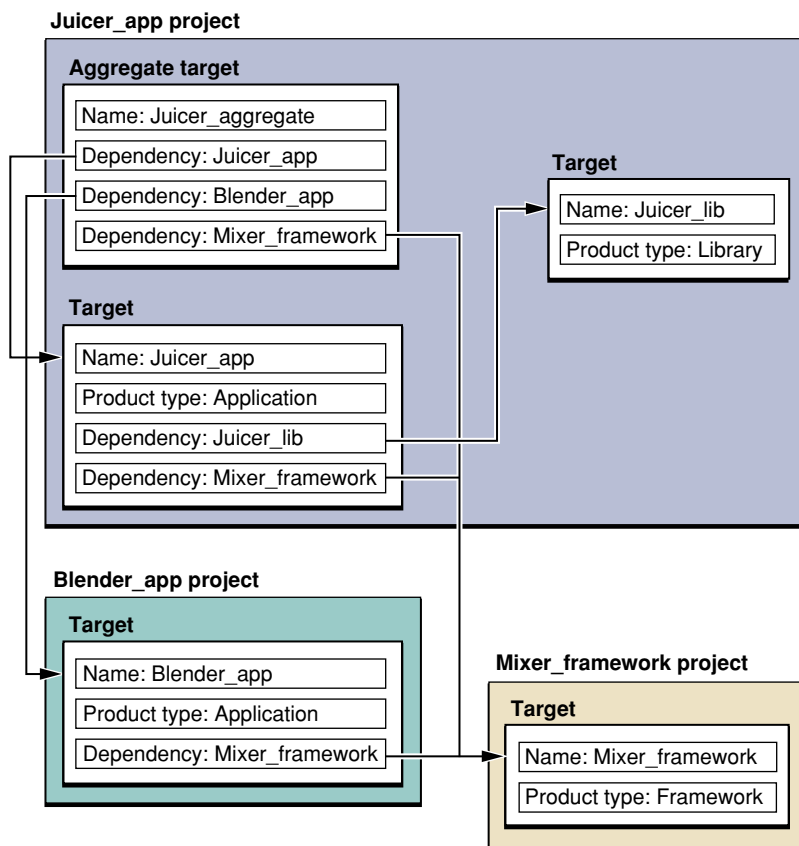 Juicer_app project
Aggregate target
Name: Juicer_aggregate
Dependency: Juicer_app
Dependency: Blender_app
Dependency: Mixer_framework
Target
Name: Juicer_lib
Product type: Library
Target
Name: Juicer_app
Product type: Application
Dependency: Juicer_lib
Dependency: Mixer_framework
Blender_app project
Target
Name: Blender_app
Product type: Application
Dependency: Mixer_framework
Mixer_framework project
Target
Name: Mixer_framework
Product type: Framework